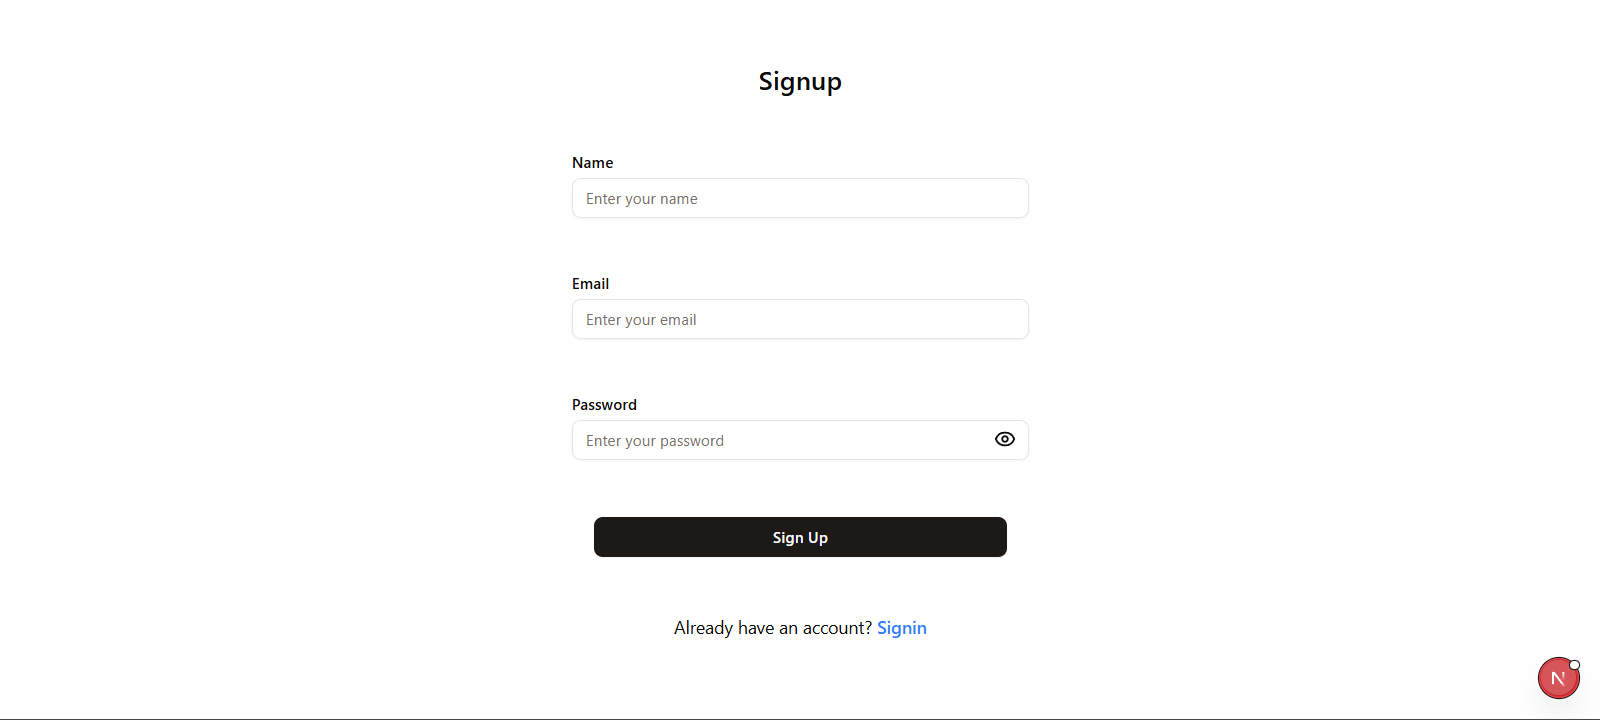 Signup
Name
Enter your name
Email
Enter your email
Password
Enter your password
Sign Up
Already have an account? Signin
N